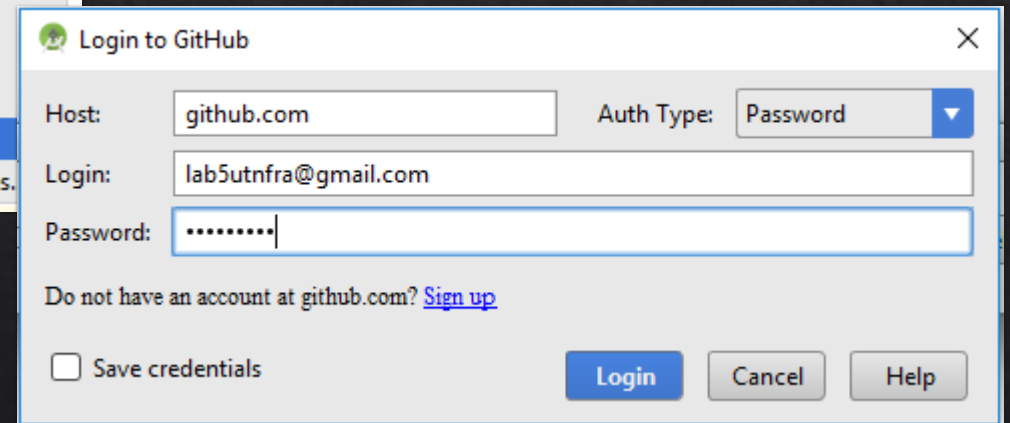 Login to GitHub
Host: github.com Auth Type: Password
Login: lab5utnfra@gmail.com
s.
Password: •••••••••
Do not have an account at github.com? Sign up
Save credentials Login Cancel Help